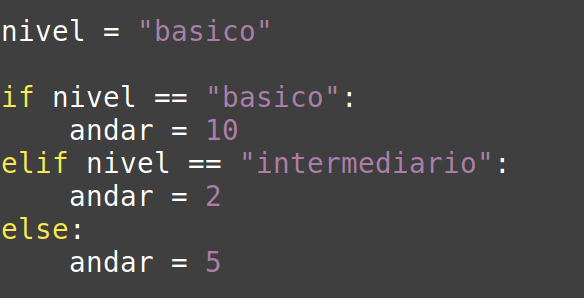 nivel = "basico"

if nivel == "basico":
    andar = 10
elif nivel == "intermediario":
    andar = 2
else:
    andar = 5